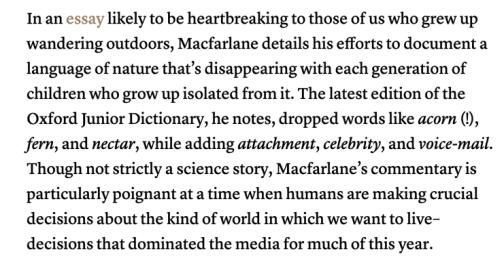 In an essay likely to be heartbreaking to those of us who grew up
wandering outdoors, Macfarlane details his efforts to document a
language of nature that's disappearing with each generation of
children who grow up isolated from it. The latest edition of the
Oxford Junior Dictionary, he notes, dropped words like acorn (!),
fern, and nectar, while adding attachment, celebrity, and voice-mail.
Though not strictly a science story, Macfarlane's commentary is
particularly poignant at a time when humans are making crucial
decisions about the kind of world in which we want to live–
decisions that dominated the media for much of this year.